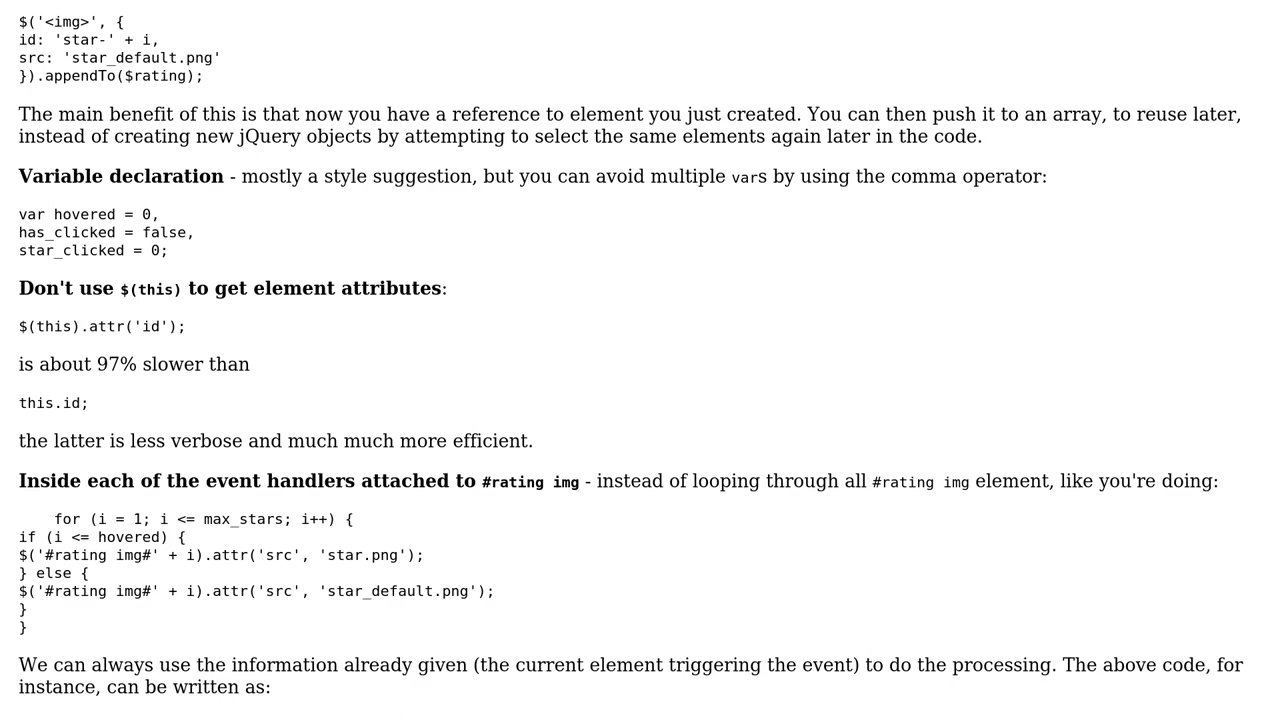 $('<img>', {
id: 'star-' + i,
src: 'star_default.png'
}).appendTo($rating);
The main benefit of this is that now you have a reference to element you just created. You can then push it to an array, to reuse later,
instead of creating new jQuery objects by attempting to select the same elements again later in the code.
Variable declaration - mostly a style suggestion, but you can avoid multiple vars by using the comma operator:
var hovered = 0,
has_clicked = false,
star_clicked = 0;
Don't use $(this) to get element attributes:
$(this).attr('id');
is about 97% slower than
this.id;
the latter is less verbose and much much more efficient.
Inside each of the event handlers attached to #rating img - instead of looping through all #rating img element, like you're doing:
    for (i = 1; i <= max_stars; i++) {
if (i <= hovered) {
$('#rating img#' + i).attr('src', 'star.png');
} else {
$('#rating img#' + i).attr('src', 'star_default.png');
}
}
We can always use the information already given (the current element triggering the event) to do the processing. The above code, for
instance, can be written as: